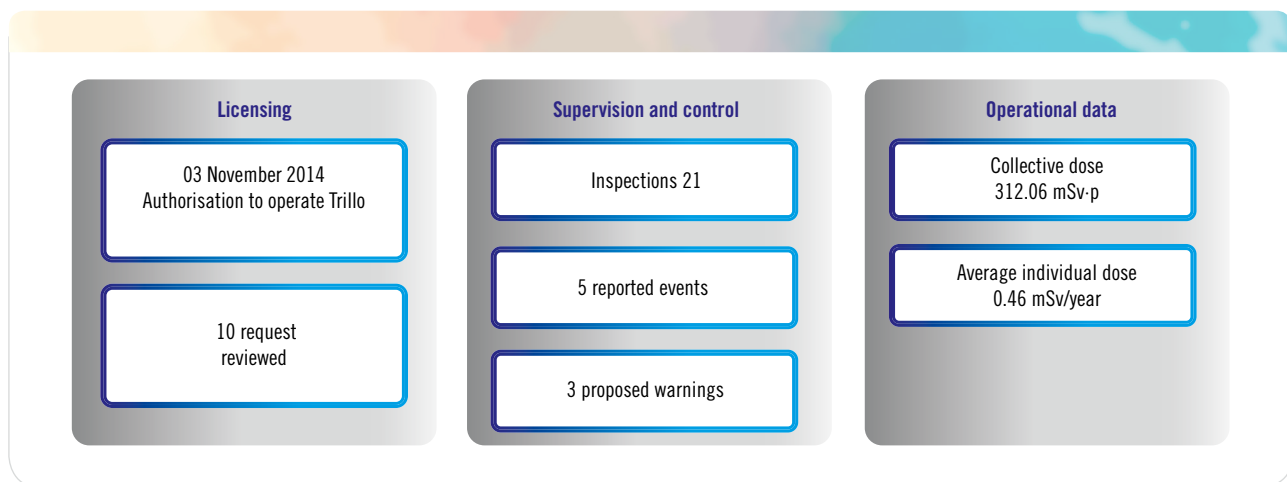 Licensing
03 November 2014
Authorisation to operate Trillo
10 request
reviewed
Supervision and control
Inspections 21
5 reported events
3 proposed warnings
Operational data
Collective dose
312.06 mSv·p
Average individual dose
0.46 mSv/year